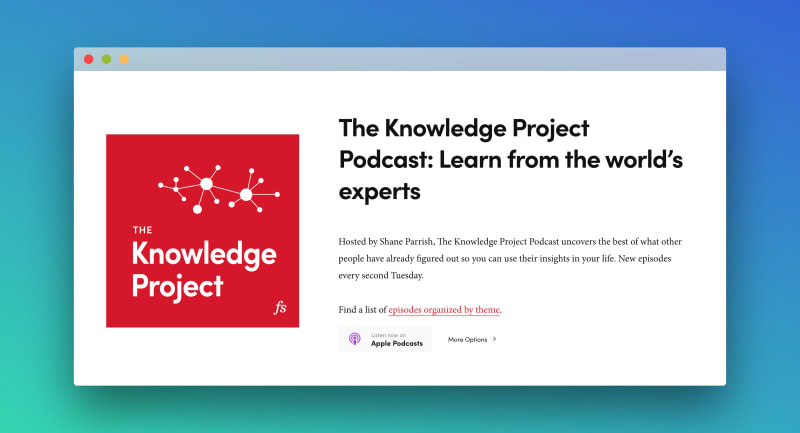 THE
Knowledge
Project
fs
The Knowledge Project
Podcast: Learn from the world’s
experts
Hosted by Shane Parrish, The Knowledge Project Podcast uncovers the best of what other
people have already figured out so you can use their insights in your life. New episodes
every second Tuesday.
Find a list of episodes organized by theme.
Listen now on
Apple Podcasts
More Options